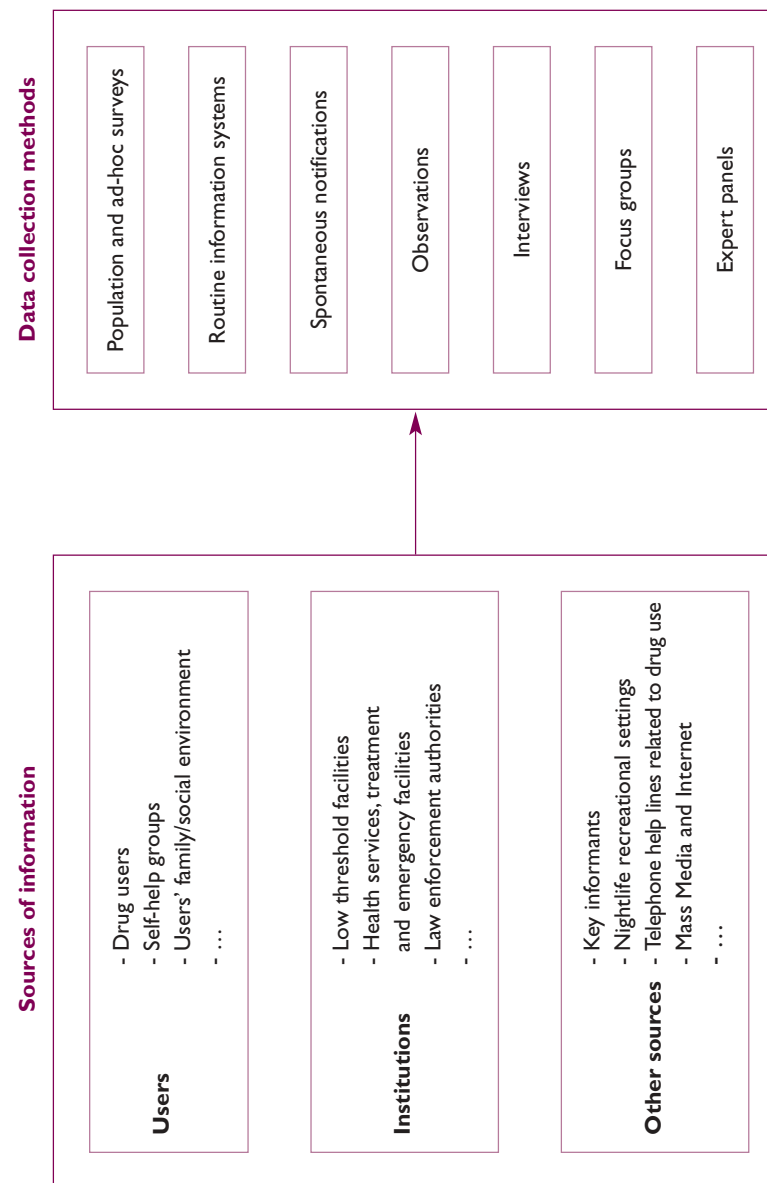 Sources of information
Users
- Drug users
- Self-help groups
- Users’ family/social environment
- …
Institutions
- Low threshold facilities
- Health services, treatment
and emergency facilities
- Law enforcement authorities
- …
Other sources
- Key informants
- Nightlife recreational settings
- Telephone help lines related to drug use
- Mass Media and Internet
- …
Data collection methods
Population and ad-hoc surveys
Routine information systems
Spontaneous notifications
Observations
Interviews
Focus groups
Expert panels